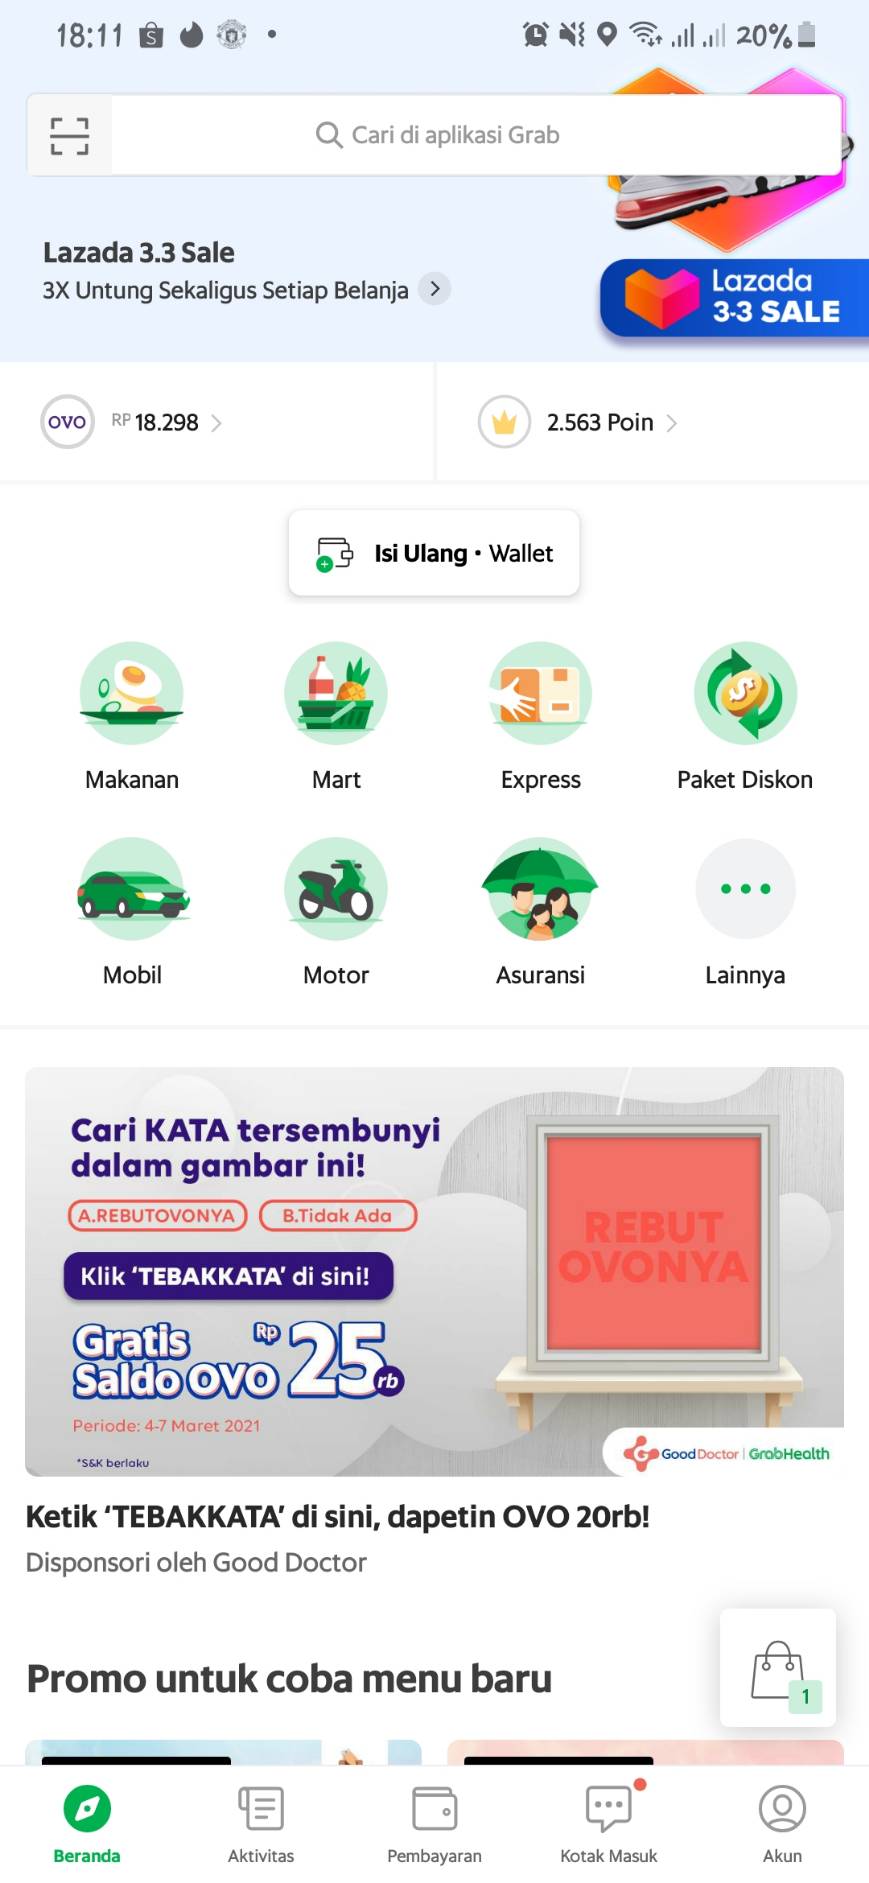 18:11
20%
Cari di aplikasi Grab
Lazada 3.3 Sale
3X Untung Sekaligus Setiap Belanja
Lazada
3-3 SALE
OVO
RP 18.298
2.563 Poin
Isi Ulang • Wallet
Makanan
Mart
Express
Paket Diskon
Mobil
Motor
Asuransi
Lainnya
Cari KATA tersembunyi
dalam gambar ini!
A.REBUTOVONYA
B.Tidak Ada
Klik ‘TEBAKKATA’ di sini!
Gratis
Saldo OVO Rp 25 rb
Periode: 4-7 Maret 2021
*S&K berlaku
REBUT
OVONYA
GoodDoctor | GrabHealth
Ketik ‘TEBAKKATA’ di sini, dapetin OVO 20rb!
Disponsori oleh Good Doctor
Promo untuk coba menu baru
1
Beranda
Aktivitas
Pembayaran
Kotak Masuk
Akun